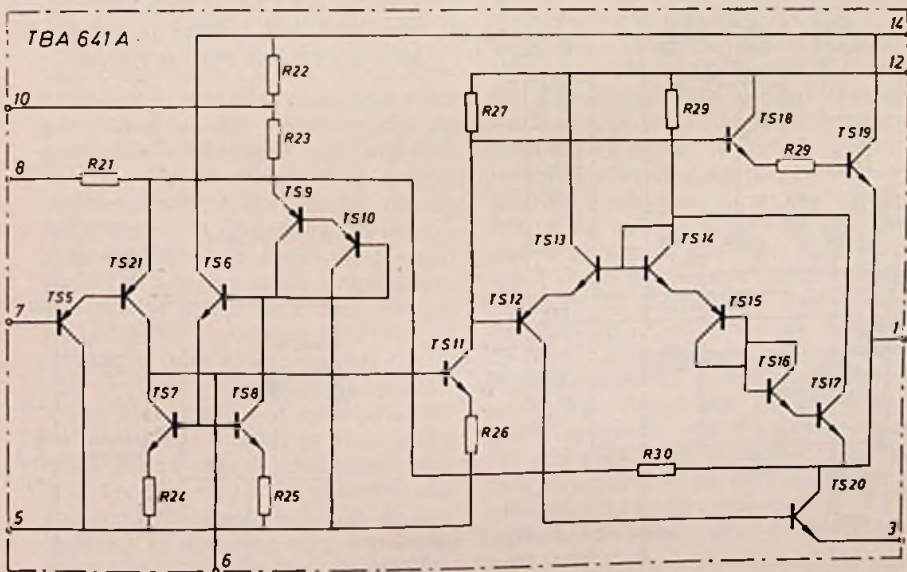 TBA 641A
14
12
R22
10
R23
R27
R29
TS18
TS19
R29
R21
8
TS9
TS10
TS13
TS14
TS21
TS6
TS5
7
TS12
TS15
1
TS11
TS16
TS17
TS7
TS8
R26
R30
R24
R25
TS20
5
3
6